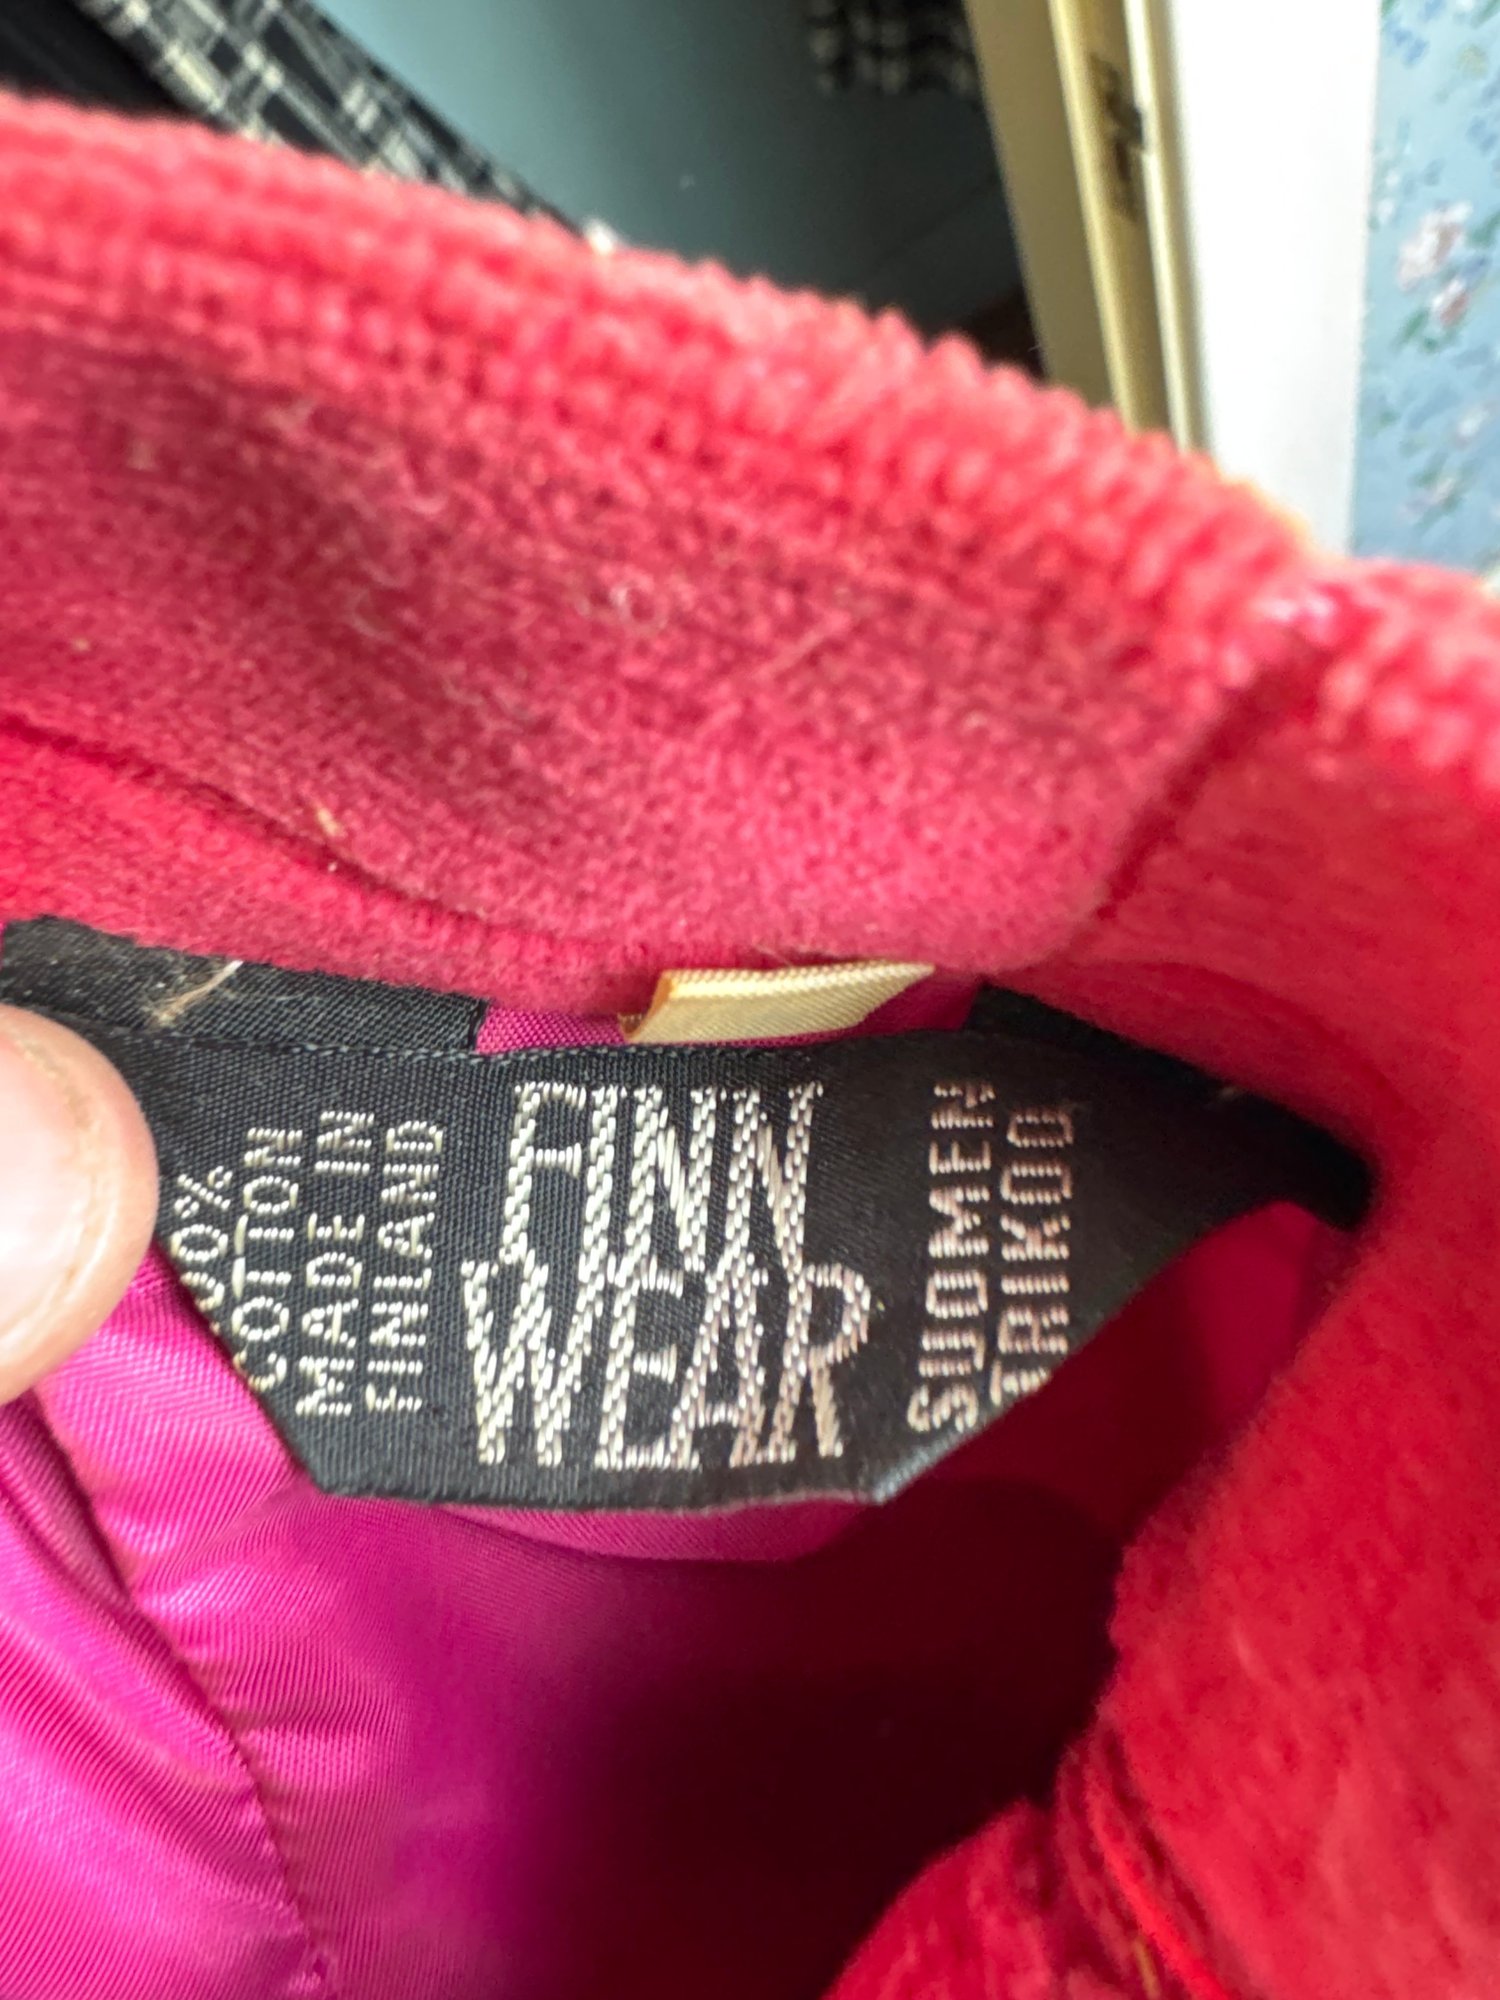 100%
COTTON
MADE IN
FINLAND
FINN
WEAR
SUOMEN
TRIKOO